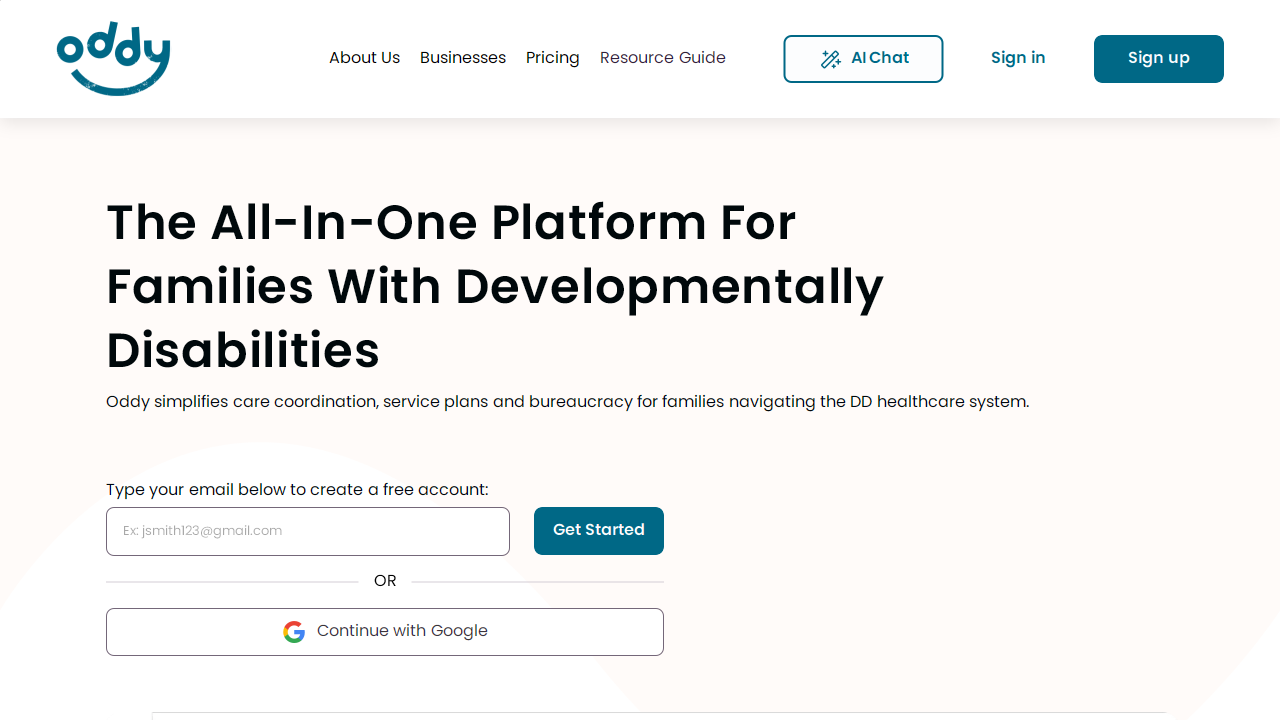 oddy
About Us
Businesses
Pricing
Resource Guide
AI Chat
Sign in
Sign up
The All-In-One Platform For
Families With Developmentally
Disabilities
Oddy simplifies care coordination, service plans and bureaucracy for families navigating the DD healthcare system.
Type your email below to create a free account:
Ex: jsmith123@gmail.com
Get Started
OR
Continue with Google